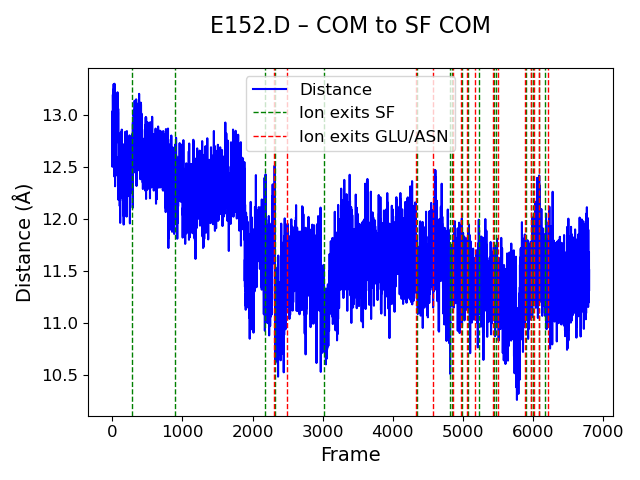 E152.D – COM to SF COM
Distance
Ion exits SF
Ion exits GLU/ASN
Distance (Å)
13.0
12.5
12.0
11.5
11.0
10.5
0 1000 2000 3000 4000 5000 6000 7000
Frame